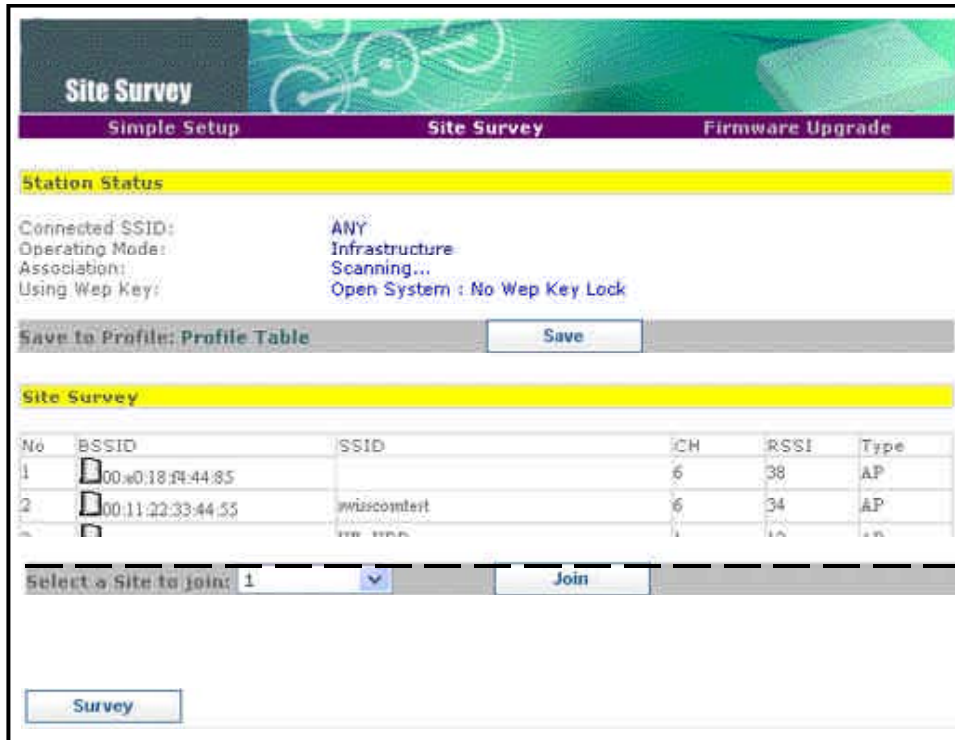 Site Survey
Simple Setup Site Survey Firmware Upgrade
Station Status
Connected SSID: ANY
Operating Mode: Infrastructure
Association: Scanning...
Using Wep Key: Open System : No Wep Key Lock
Save to Profile: Profile Table Save
Site Survey
No BSSID SSID CH RSSI Type
1 00:e0:18:f4:44:85 6 38 AP
2 00:11:22:33:44:55 swisscomtest 6 34 AP
Select a Site to join: 1 Join
Survey